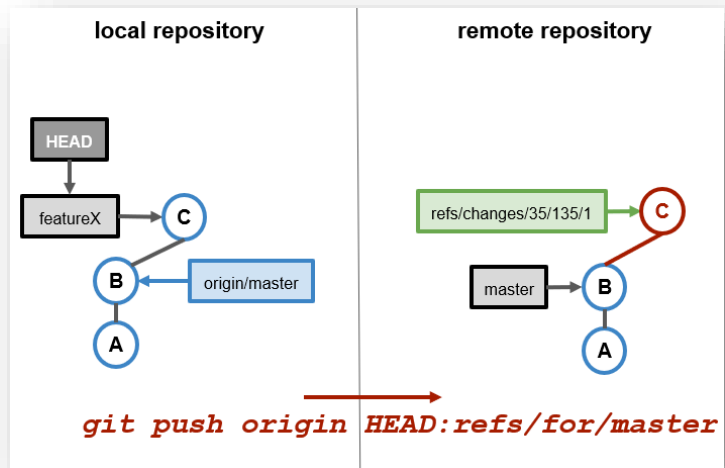 local repository
remote repository
HEAD
featureX
C
B
origin/master
A
refs/changes/35/135/1
C
master
B
A
git push origin HEAD:refs/for/master